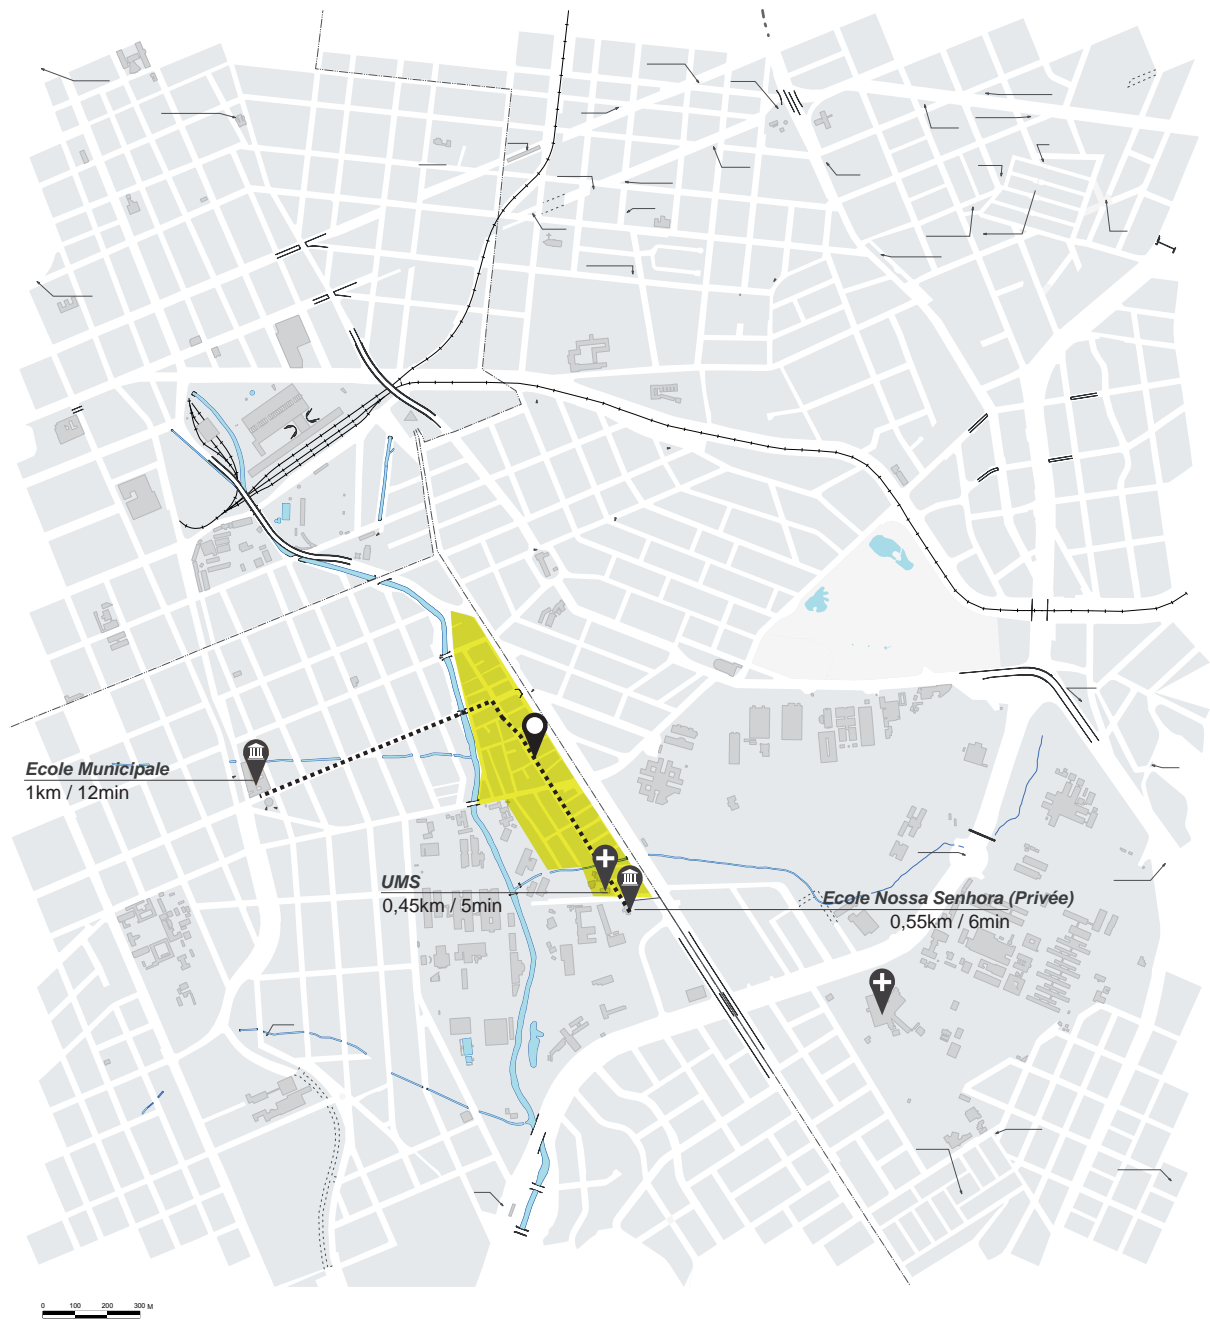 Ecole Municipale
1km / 12min
UMS
0,45km / 5min
Ecole Nossa Senhora (Privée)
0,55km / 6min
0 100 200 300 M